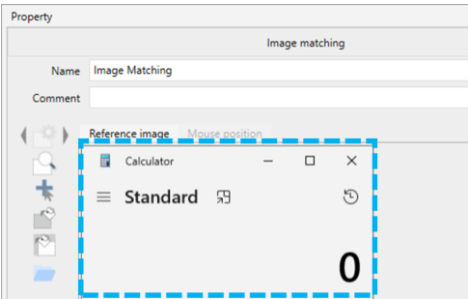 Property
Image matching
Name Image Matching
Comment
Reference image Mouse position
Calculator
Standard
0